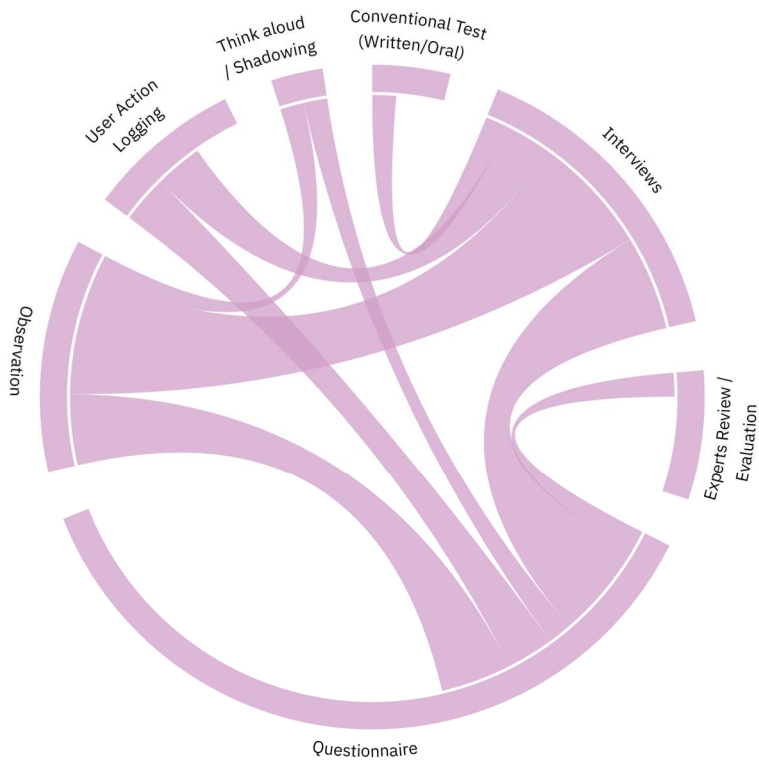 Conventional Test
(Written/Oral)
Think aloud
/ Shadowing
User Action
Logging
Interviews
Observation
Experts Review /
Evaluation
Questionnaire